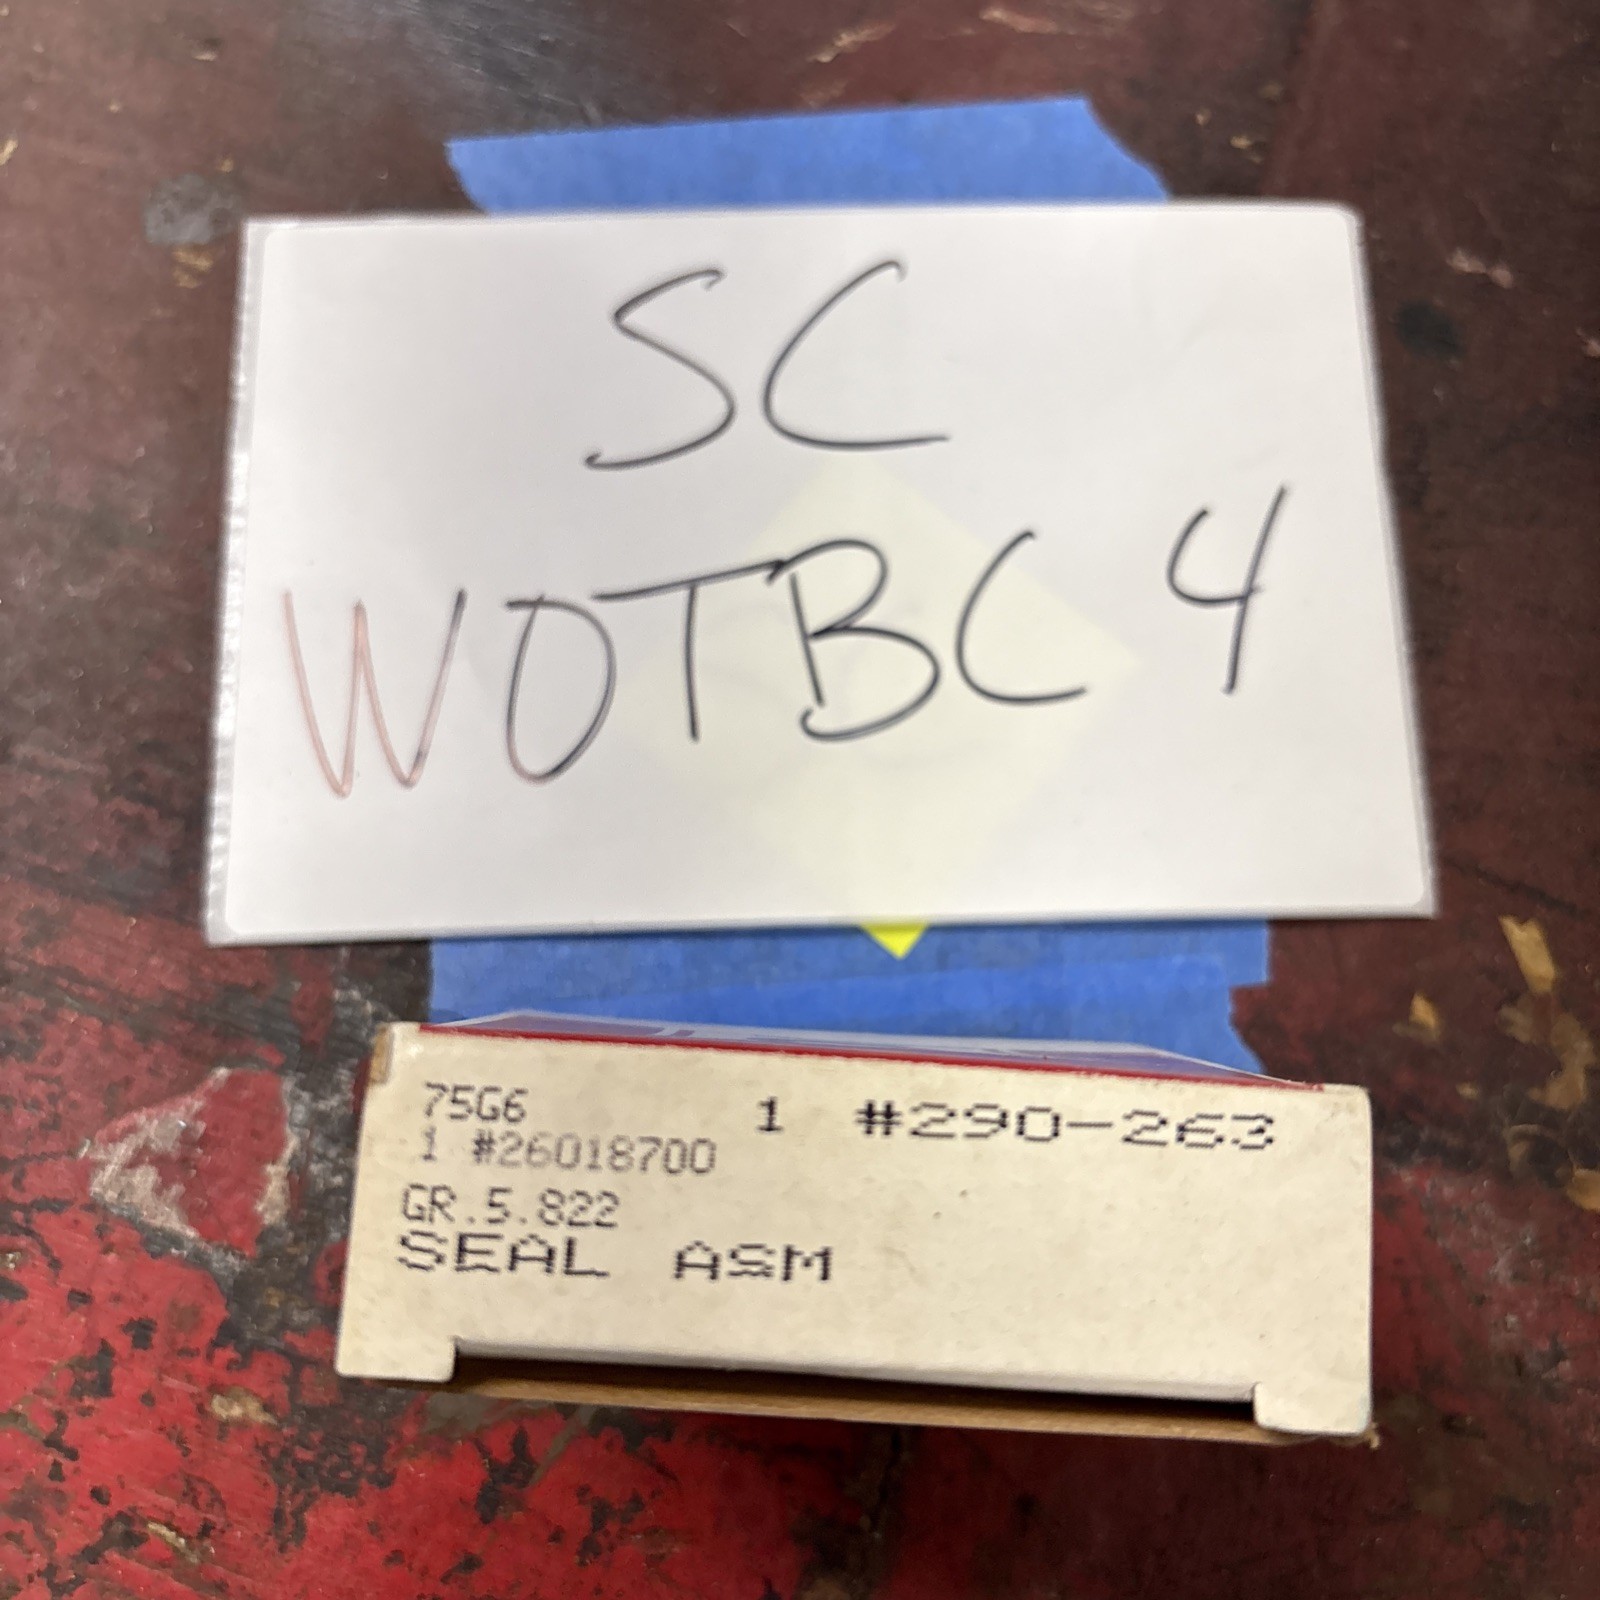 SC
WOTBC 4
75G6 1 #290-263
1 #26018700
GR.5.822
SEAL ASM